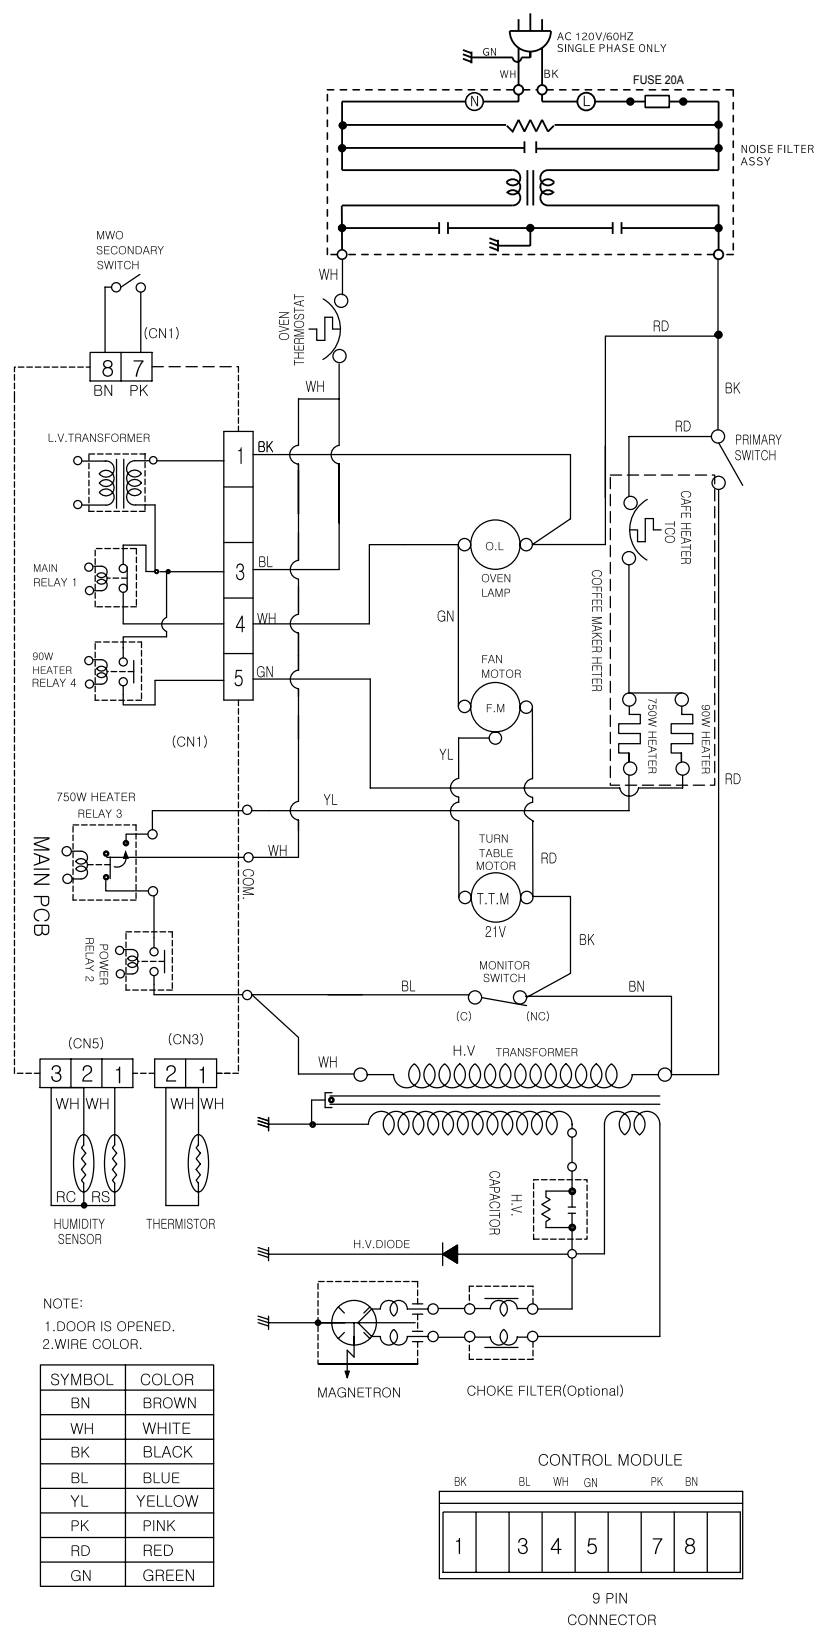 AC 120V/60HZ
SINGLE PHASE ONLY
GN
WH
BK
FUSE 20A
N
L
NOISE FILTER
ASSY
MWO
SECONDARY
SWITCH
(CN1)
8
7
BN
PK
WH
OVEN
THERMOSTAT
WH
RD
BK
RD
PRIMARY
SWITCH
L.V.TRANSFORMER
1
BK
CAFE HEATER
TCO
COFFEE MAKER HETER
O.L
OVEN
LAMP
MAIN
RELAY 1
3
BL
4
WH
GN
90W
HEATER
RELAY 4
5
GN
FAN
MOTOR
F.M
750W HEATER
90W HEATER
(CN1)
YL
RD
750W HEATER
RELAY 3
YL
MAIN PCB
WH
COM.
TURN
TABLE
MOTOR
RD
T.T.M
21V
BK
POWER
RELAY 2
MONITOR
SWITCH
BL
BN
(C)
(NC)
(CN5)
(CN3)
WH
H.V
TRANSFORMER
3
2
1
2
1
WH
WH
WH
WH
RC
RS
HUMIDITY
SENSOR
THERMISTOR
H.V.
CAPACITOR
H.V.DIODE
MAGNETRON
CHOKE FILTER(Optional)
NOTE:
1.DOOR IS OPENED.
2.WIRE COLOR.
SYMBOL COLOR
BN BROWN
WH WHITE
BK BLACK
BL BLUE
YL YELLOW
PK PINK
RD RED
GN GREEN
CONTROL MODULE
BK BL WH GN PK BN
1 3 4 5 7 8
9 PIN
CONNECTOR